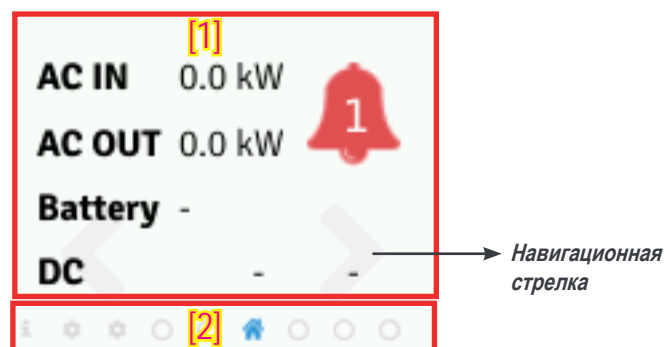 [1]
AC IN 0.0 kW
1
AC OUT 0.0 kW
Battery -
DC - -
Навигационная
стрелка
i [2]